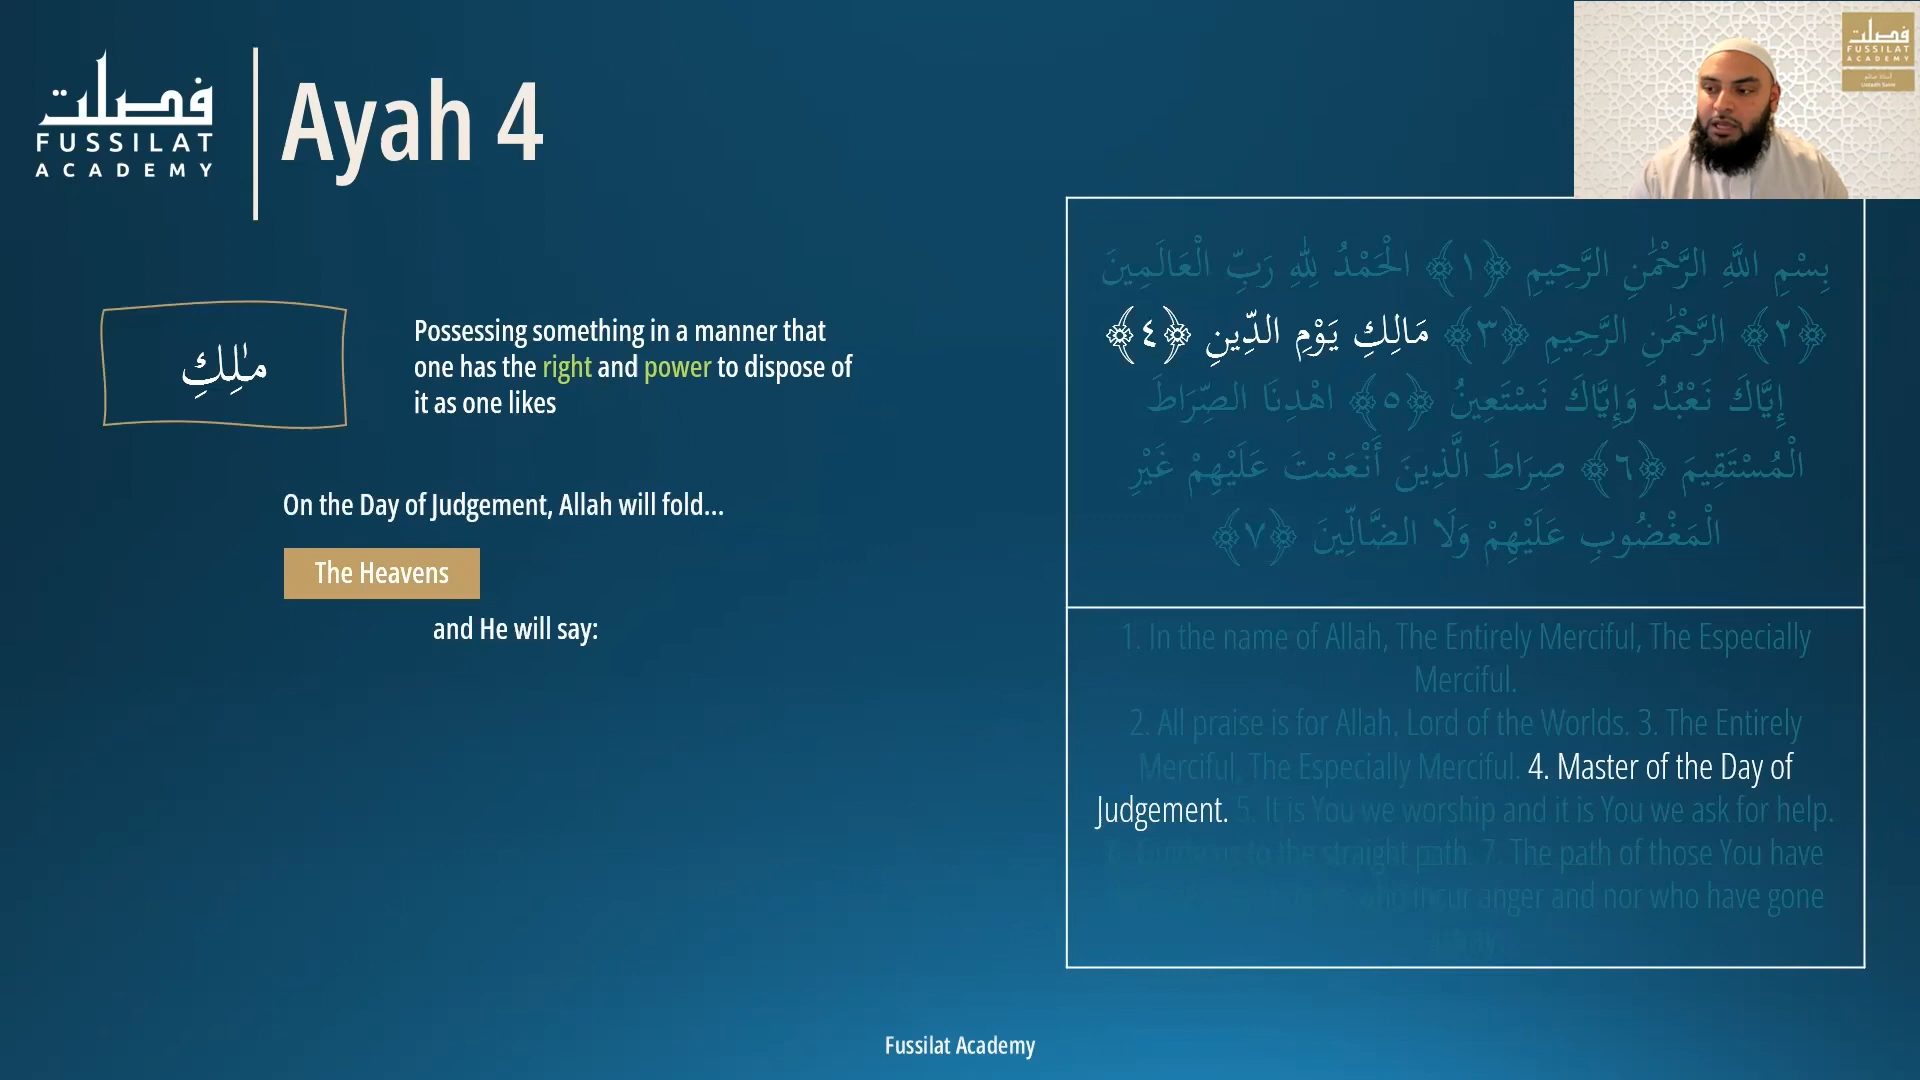 فصلت
FUSSILAT
ACADEMY
Ayah 4
فصلت
FUSSILAT
ACADEMY
مَٰلِكِ
Possessing something in a manner that
one has the right and power to dispose of
it as one likes
On the Day of Judgement, Allah will fold...
The Heavens
and He will say:
بِسْمِ اللَّهِ الرَّحْمَٰنِ الرَّحِيمِ ﴿١﴾ الْحَمْدُ لِلَّهِ رَبِّ الْعَالَمِينَ
﴿٢﴾ الرَّحْمَٰنِ الرَّحِيمِ ﴿٣﴾ مَالِكِ يَوْمِ الدِّينِ ﴿٤﴾
إِيَّاكَ نَعْبُدُ وَإِيَّاكَ نَسْتَعِينُ ﴿٥﴾ اهْدِنَا الصِّرَاطَ
الْمُسْتَقِيمَ ﴿٦﴾ صِرَاطَ الَّذِينَ أَنْعَمْتَ عَلَيْهِمْ غَيْرِ
الْمَغْضُوبِ عَلَيْهِمْ وَلَا الضَّالِّينَ ﴿٧﴾
1. In the name of Allah, The Entirely Merciful, The Especially
Merciful.
2. All praise is for Allah, Lord of the Worlds. 3. The Entirely
Merciful, The Especially Merciful. 4. Master of the Day of
Judgement. 5. It is You we worship and it is You we ask for help.
to the straight path. 7. The path of those You have
who incur anger and nor who have gone
Fussilat Academy